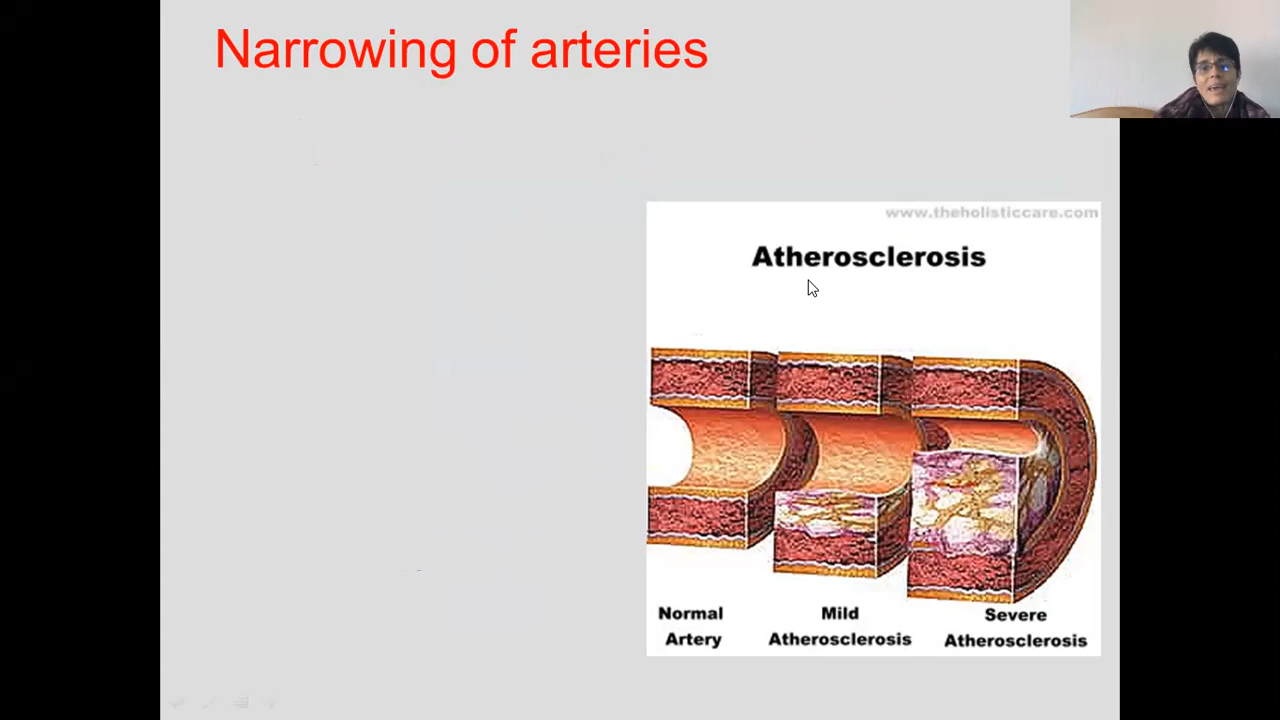 Narrowing of arteries
www.theholisticcare.com
Atherosclerosis
Normal
Artery
Mild
Atherosclerosis
Severe
Atherosclerosis